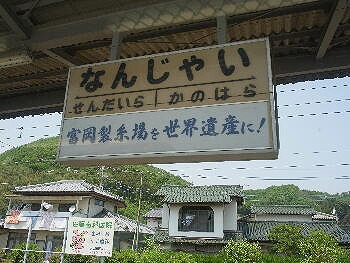 なんじゃい
せんだいら かのはら
富岡製糸場を世界遺産に!